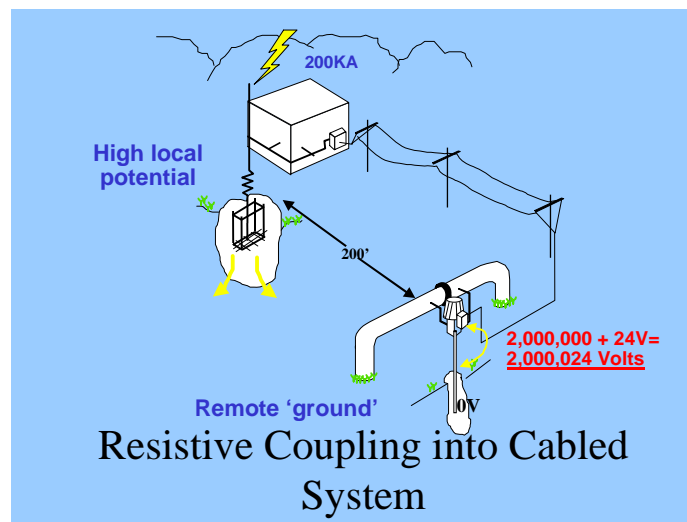 200KA
High local
potential
200'
2,000,000 + 24V=
2,000,024 Volts
Remote 'ground'
0V
Resistive Coupling into Cabled
System